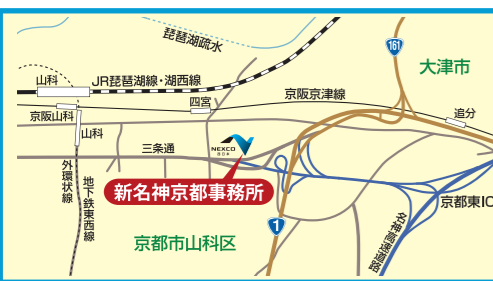 琵琶湖疏水
161
大津市
山科
JR琵琶湖線・湖西線
四宮
京阪京津線
追分
京阪山科
山科
三条通
NEXCO
新名神京都事務所
外環状線
地下鉄東西線
京都東IC
1
京都市山科区
名神高速道路